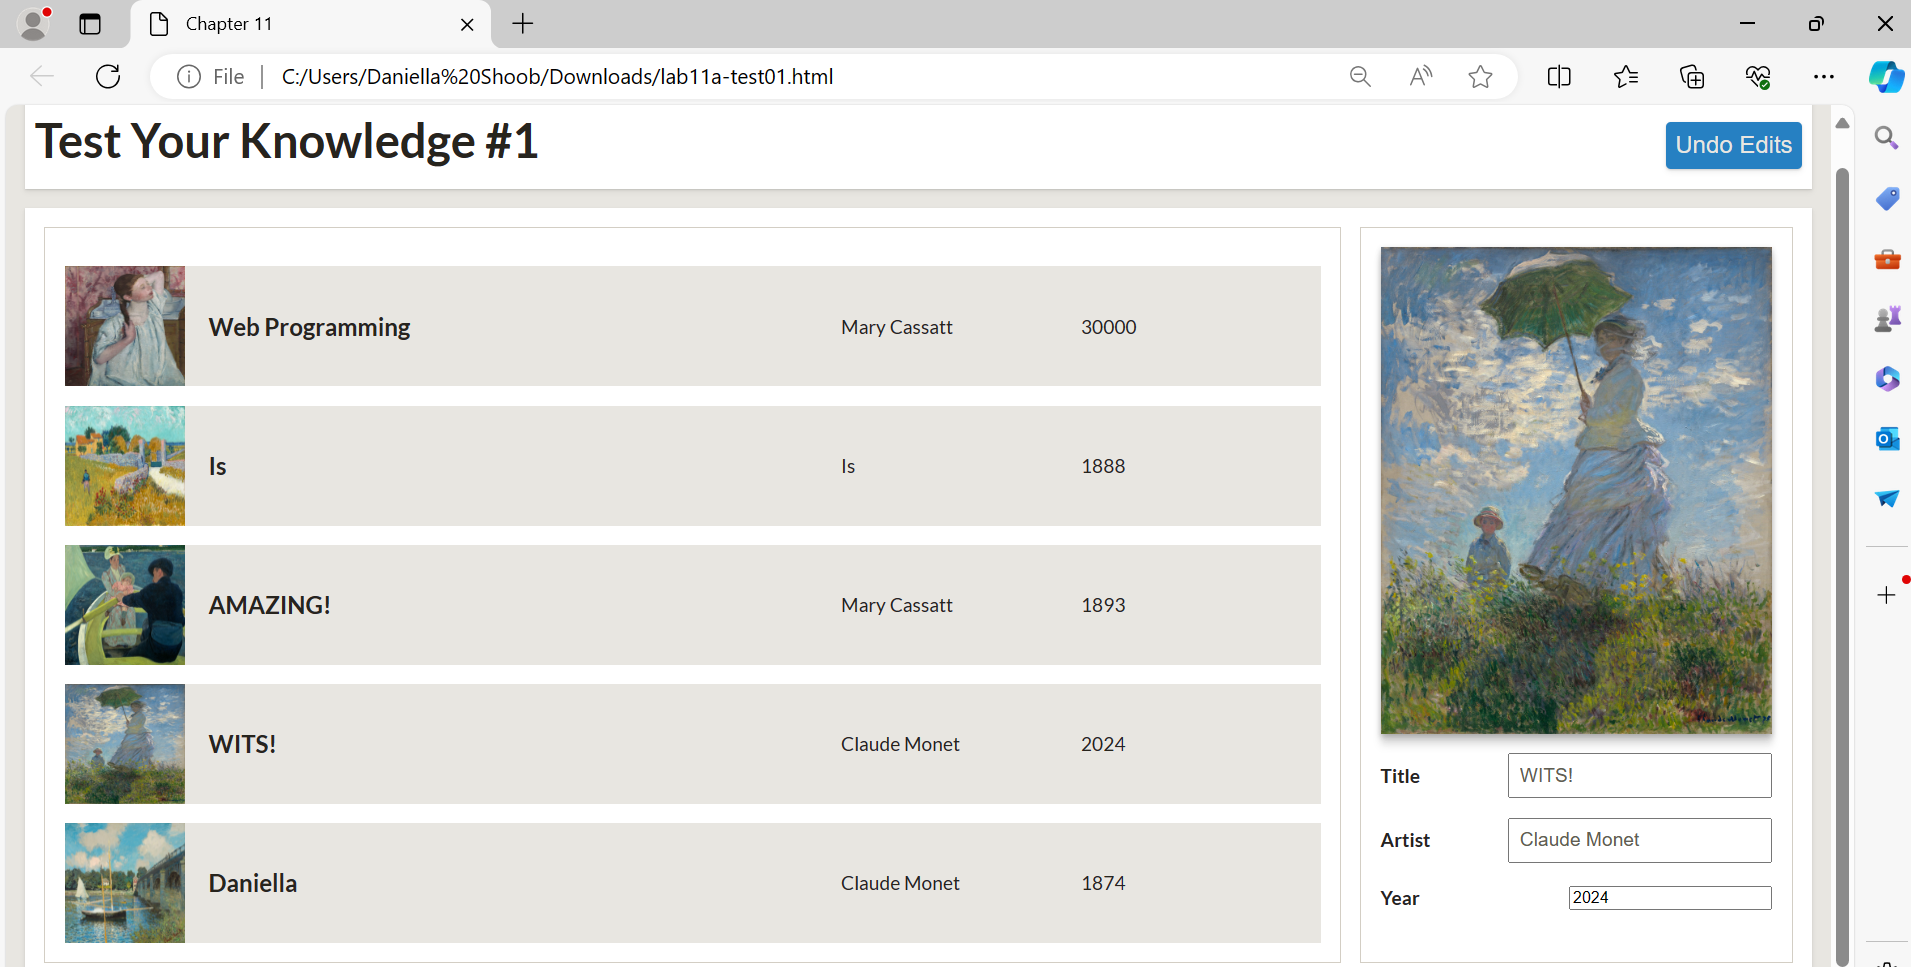 Chapter 11
File
C:/Users/Daniella%20Shoob/Downloads/lab11a-test01.html
Test Your Knowledge #1
Undo Edits
Web Programming Mary Cassatt 30000
Is Is 1888
AMAZING! Mary Cassatt 1893
WITS! Claude Monet 2024
Daniella Claude Monet 1874
Title WITS!
Artist Claude Monet
Year 2024